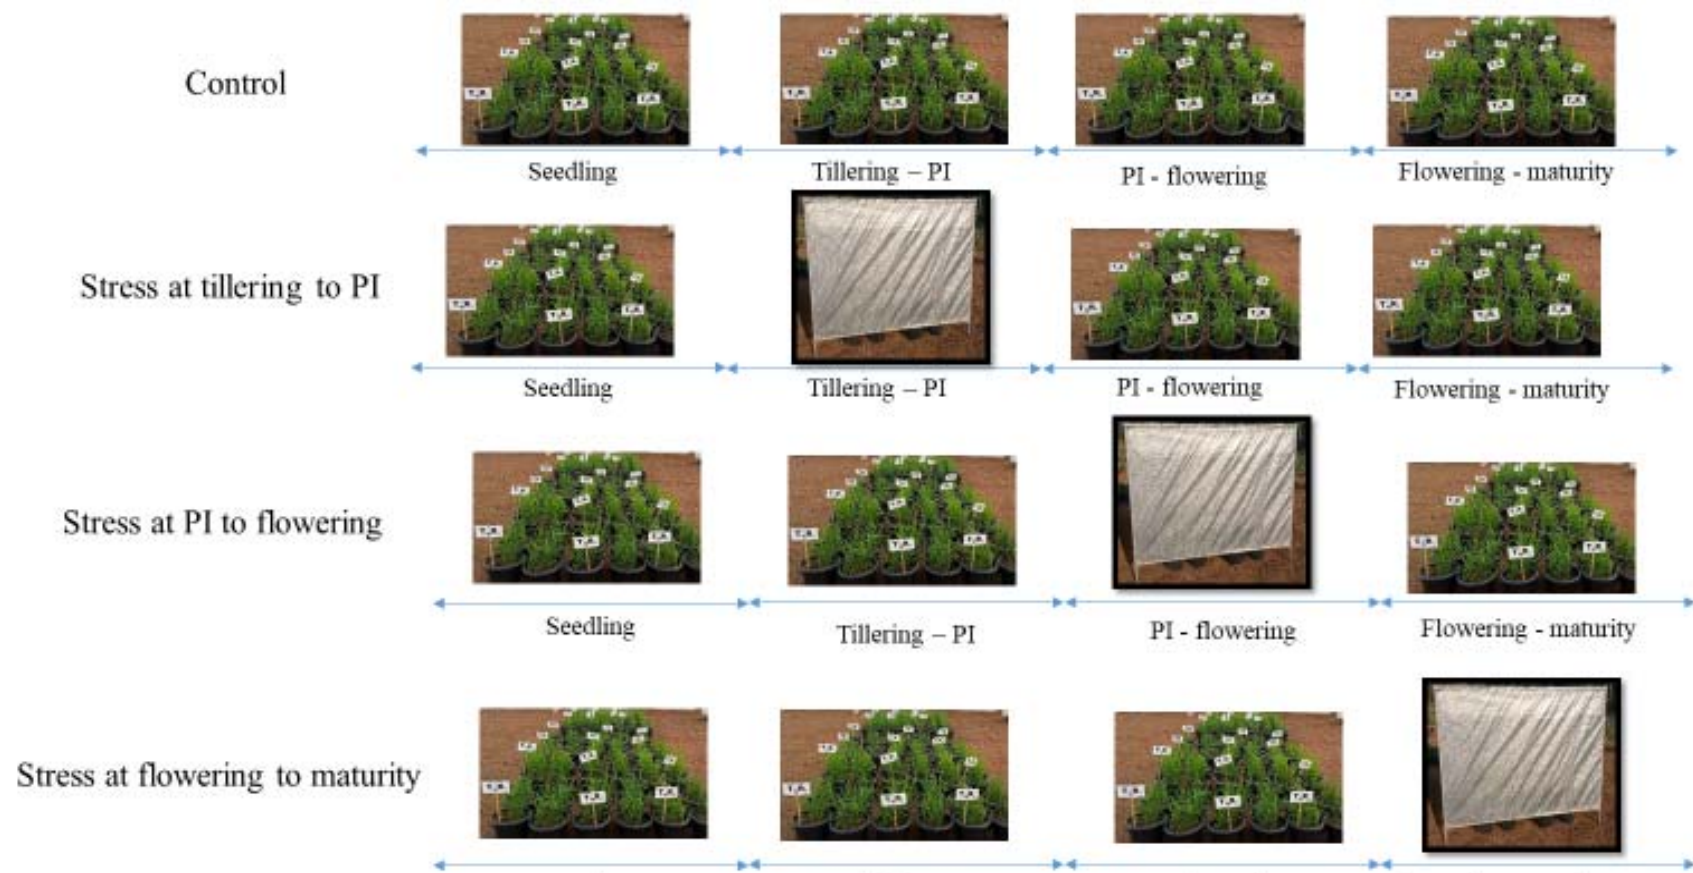 Control
Seedling
Tillering – PI
PI - flowering
Flowering - maturity
Stress at tillering to PI
Seedling
Tillering – PI
PI - flowering
Flowering - maturity
Stress at PI to flowering
Seedling
Tillering – PI
PI - flowering
Flowering - maturity
Stress at flowering to maturity